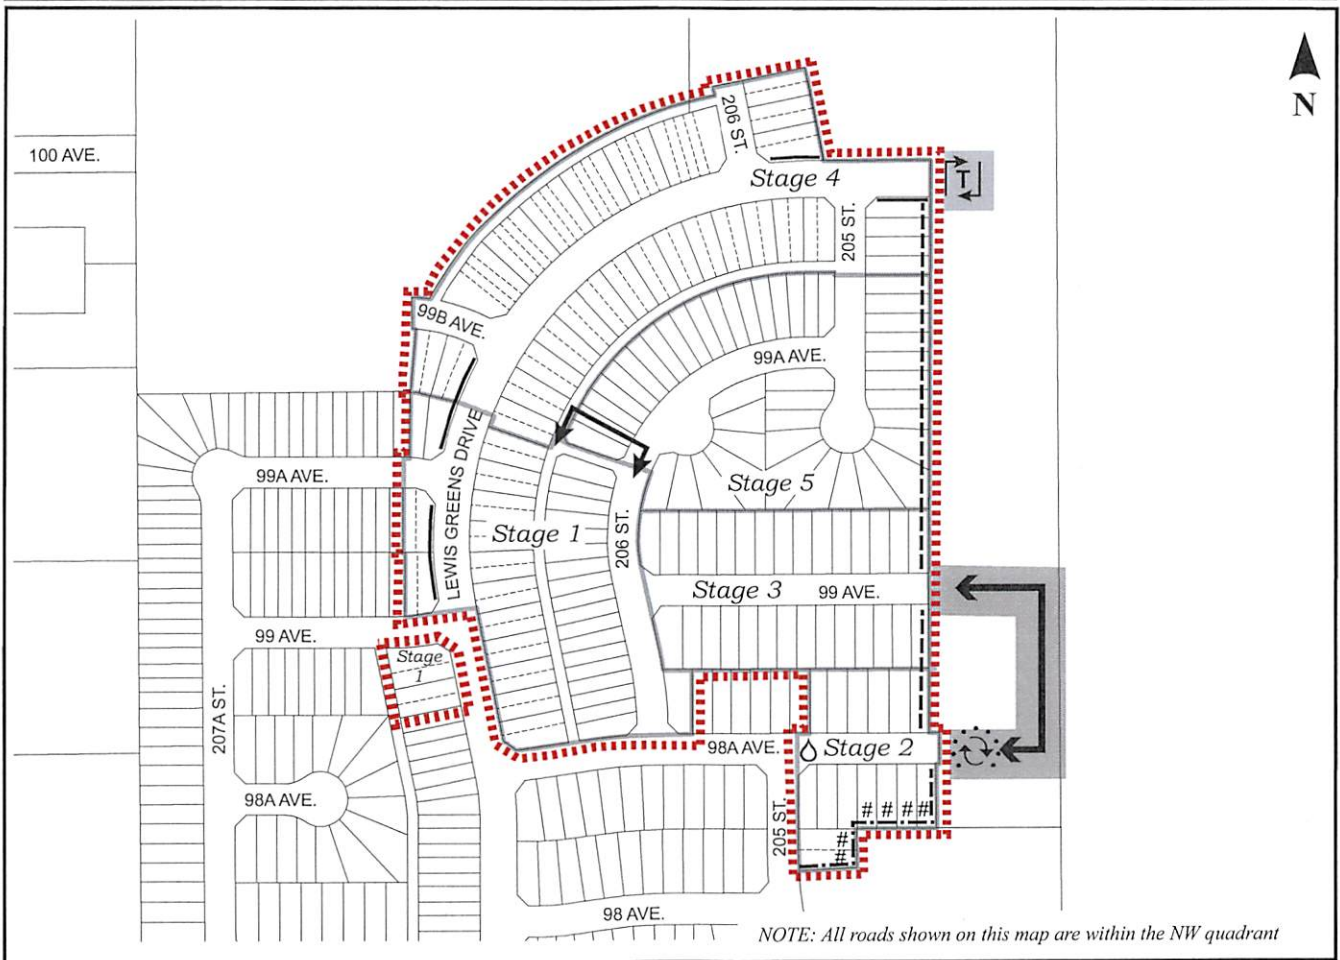 N
100 AVE.
206 ST.
Stage 4
T
205 ST.
99B AVE.
99A AVE.
LEWIS GREENS DRIVE
99A AVE.
Stage 5
Stage 1
206 ST.
Stage 3
99 AVE.
99 AVE.
Stage
1
207A ST.
98A AVE.
Stage 2
98A AVE.
205 ST.
# # # #
#
#
98 AVE.
NOTE: All roads shown on this map are within the NW quadrant